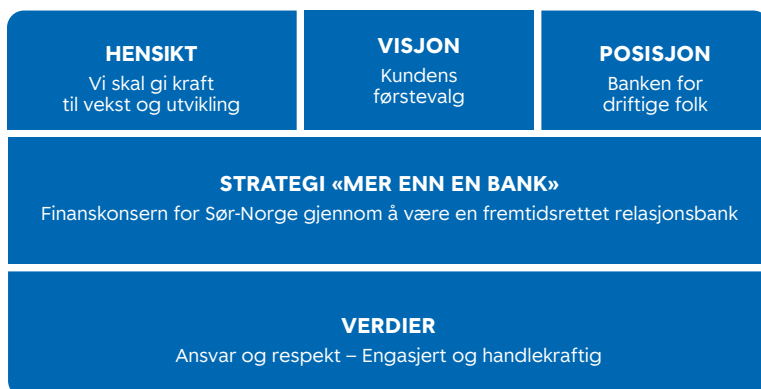 HENSIKT
Vi skal gi kraft
til vekst og utvikling
VISJON
Kundens
førstevalg
POSISJON
Banken for
driftige folk
STRATEGI «MER ENN EN BANK»
Finanskonsern for Sør-Norge gjennom å være en fremtidsrettet relasjonsbank
VERDIER
Ansvar og respekt – Engasjert og handlekraftig